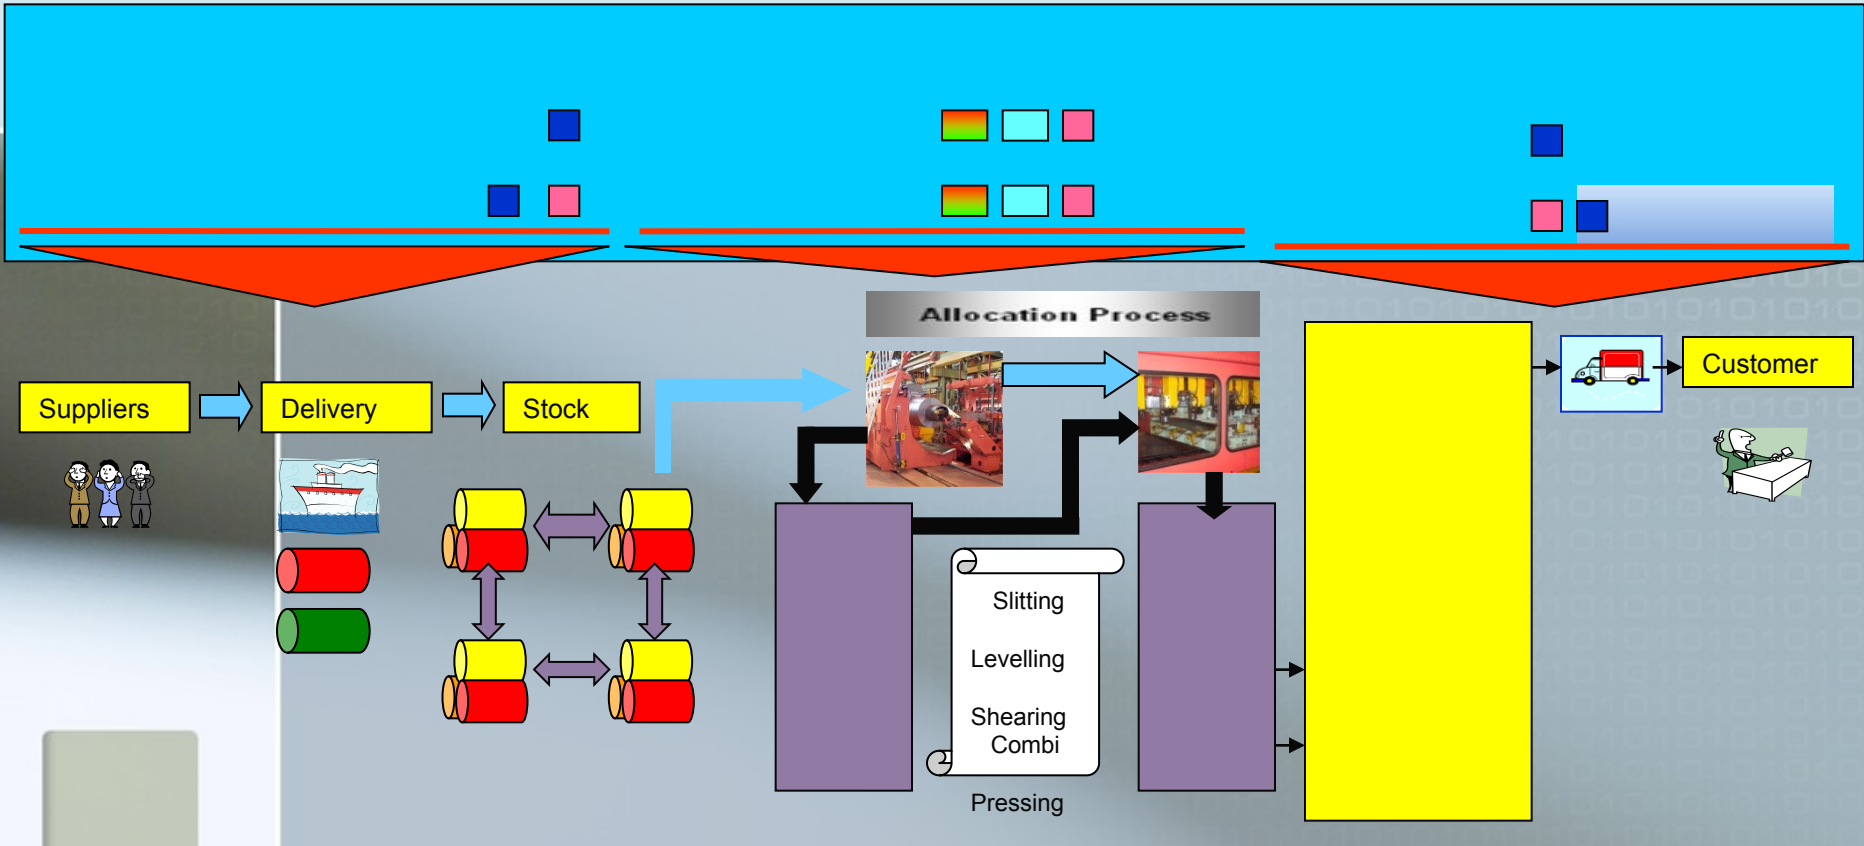 Allocation Process
Suppliers
Delivery
Stock
Customer
Slitting
Levelling
Shearing
Combi
Pressing